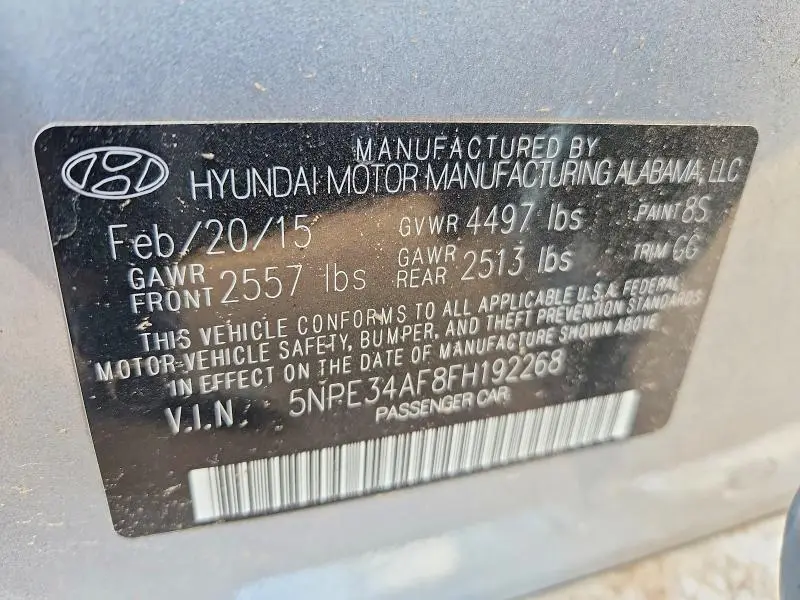 MANUFACTURED BY
HYUNDAI MOTOR MANUFACTURING ALABAMA, LLC
Feb/20/15 GVWR 4497 lbs PAINT 8S
GAWR FRONT 2557 lbs GAWR REAR 2513 lbs TRIM GG
THIS VEHICLE CONFORMS TO ALL APPLICABLE U.S.A. FEDERAL
MOTOR-VEHICLE SAFETY, BUMPER, AND THEFT PREVENTION STANDARDS
IN EFFECT ON THE DATE OF MANUFACTURE SHOWN ABOVE
V.I.N. 5NPE34AF8FH192268
PASSENGER CAR